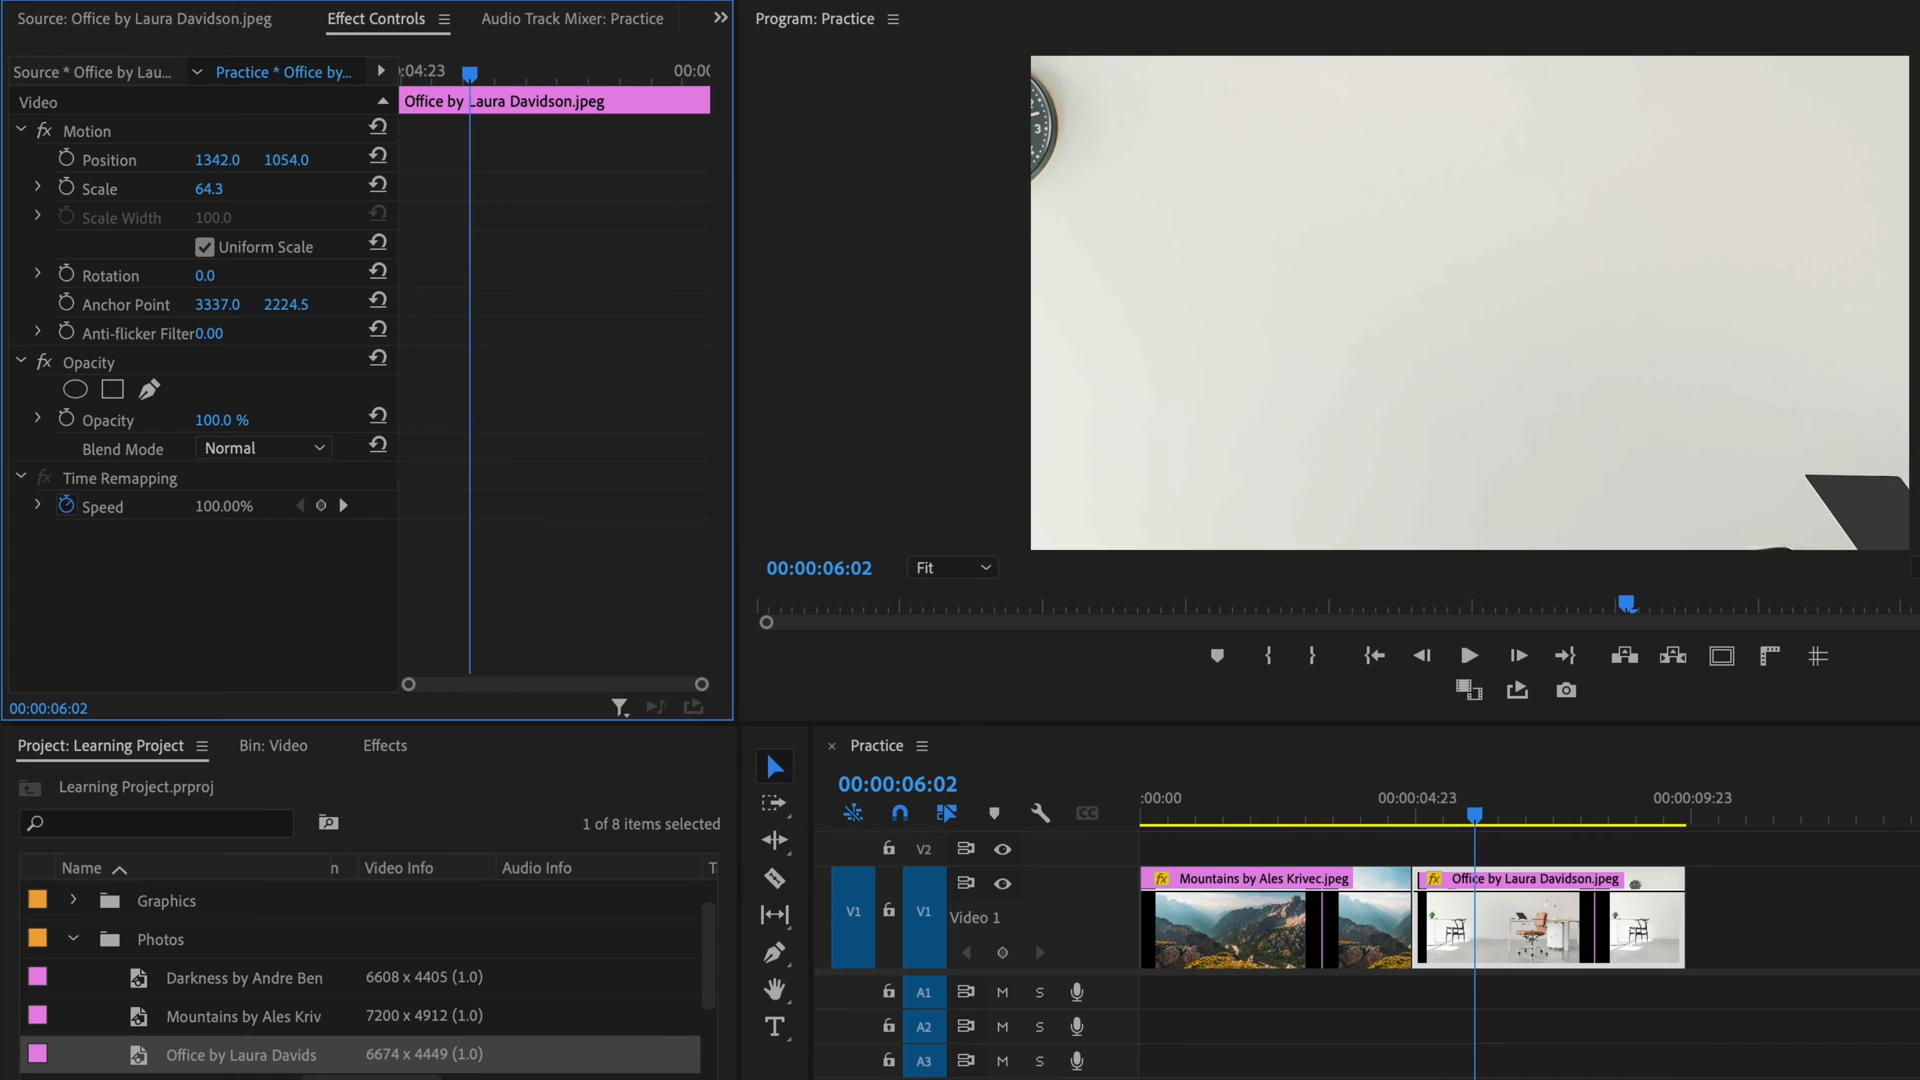 Source: Office by Laura Davidson.jpeg
Effect Controls
Audio Track Mixer: Practice
Program: Practice
Source * Office by Lau...
Practice * Office by...
:04:23
00:00
Video
Office by Laura Davidson.jpeg
fx Motion
Position 1342.0 1054.0
Scale 64.3
Scale Width 100.0
Uniform Scale
Rotation 0.0
Anchor Point 3337.0 2224.5
Anti-flicker Filter 0.00
fx Opacity
Opacity 100.0 %
Blend Mode Normal
fx Time Remapping
Speed 100.00%
00:00:06:02
3
00:00:06:02
Fit
Project: Learning Project
Bin: Video
Effects
Learning Project.prproj
1 of 8 items selected
Name
Video Info
Audio Info
Graphics
Photos
Darkness by Andre Ben 6608 x 4405 (1.0)
Mountains by Ales Kriv 7200 x 4912 (1.0)
Office by Laura Davids 6674 x 4449 (1.0)
T
× Practice
00:00:06:02
CC
:00:00
00:00:04:23
00:00:09:23
V2
V1
V1
Video 1
fx Mountains by Ales Krivec.jpeg
fx Office by Laura Davidson.jpeg
A1 M S
A2 M S
A3 M S